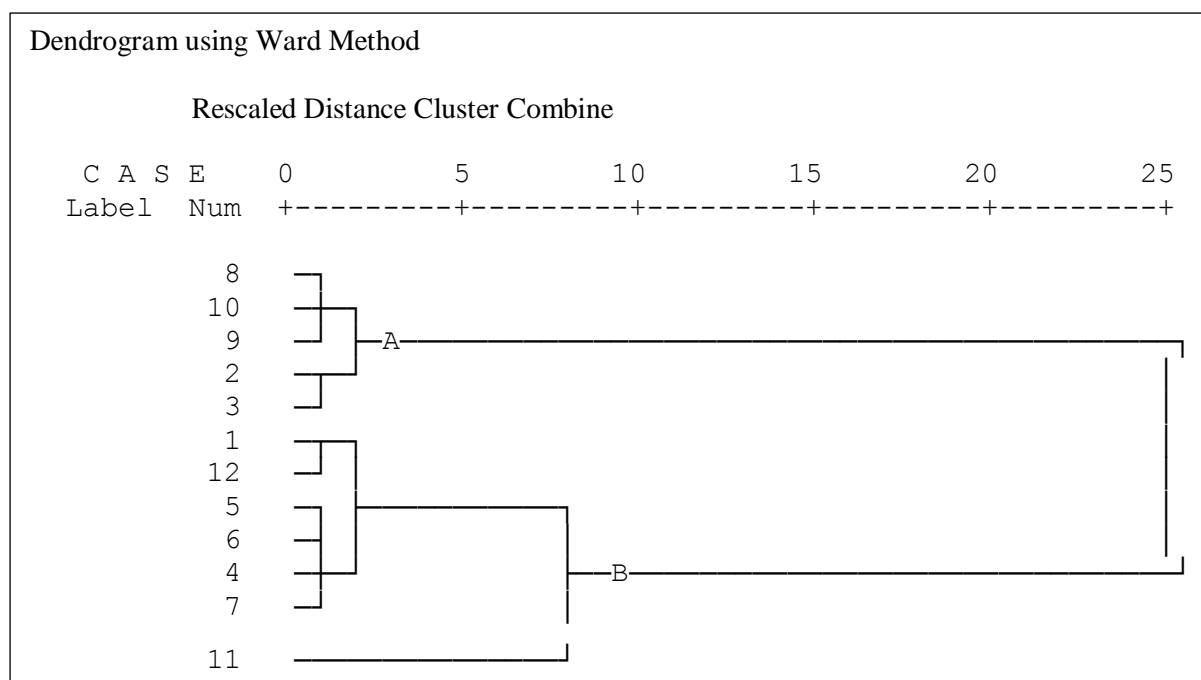 Dendrogram using Ward Method
Rescaled Distance Cluster Combine
C A S E 0 5 10 15 20 25
Label Num +---------+---------+---------+---------+---------+
8
10
9
A
2
3
1
12
5
6
4
B
7
11